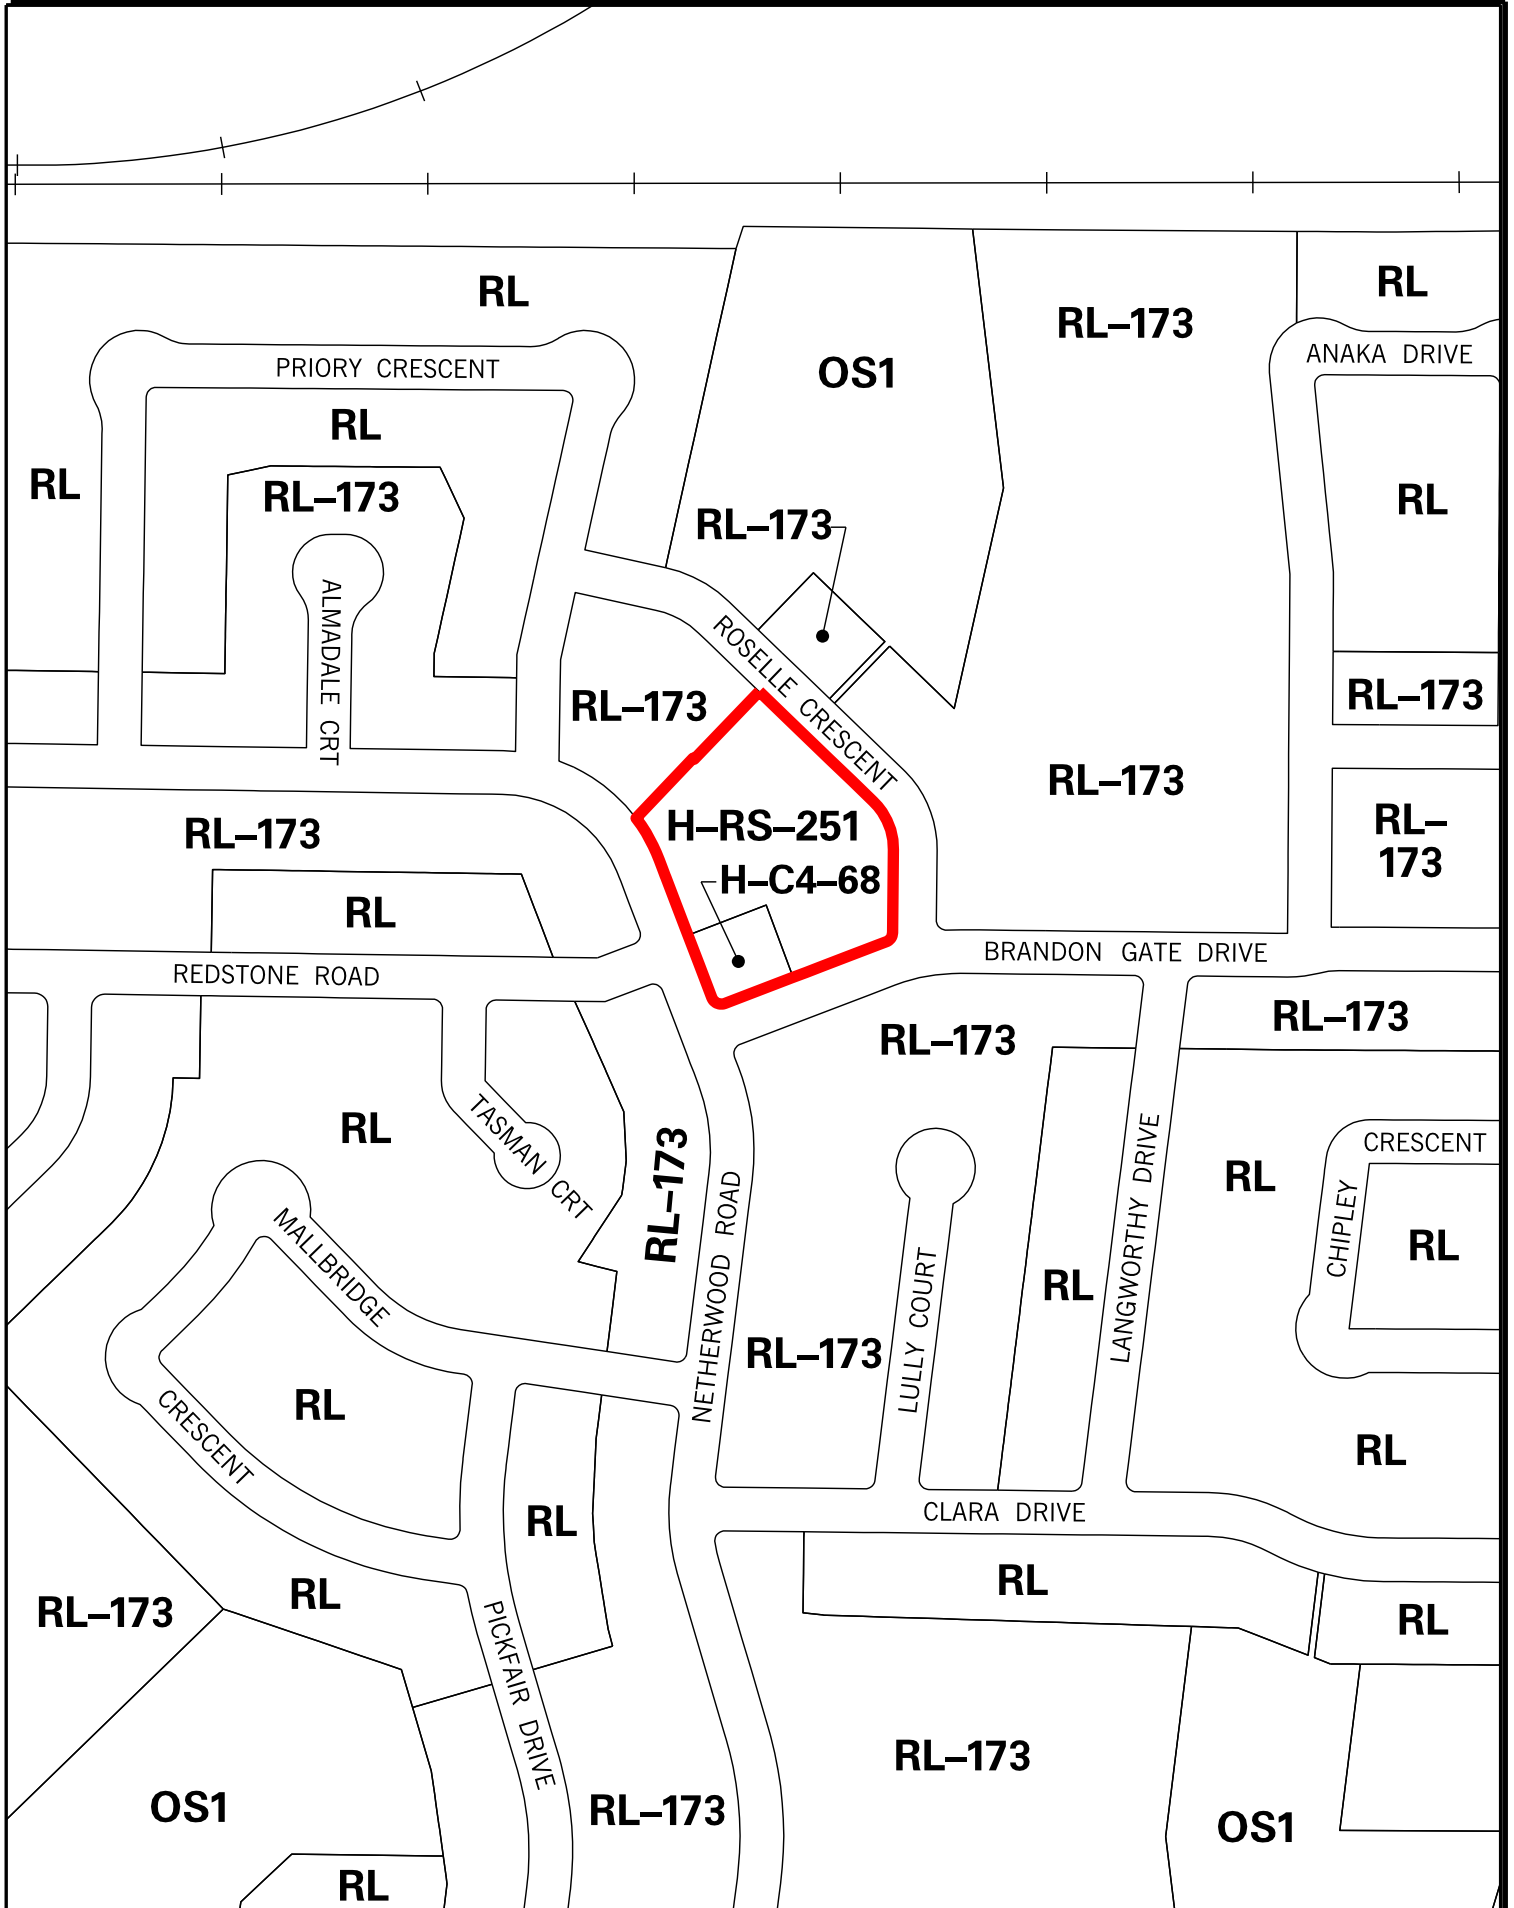 RL
RL
RL–173
ANAKA DRIVE
PRIORY CRESCENT
OS1
RL
RL
RL–173
RL
RL–173
ALMADALE CRT
ROSELLE CRESCENT
RL–173
RL–173
RL–173
RL–173
H–RS–251
RL–
173
H–C4–68
RL
BRANDON GATE DRIVE
REDSTONE ROAD
RL–173
RL–173
RL
TASMAN CRT
RL–173
NETHERWOOD ROAD
LANGWORTHY DRIVE
CRESCENT
RL
CHIPLEY
RL
MALLBRIDGE
CRESCENT
RL
RL–173
LULLY COURT
RL
RL
CLARA DRIVE
RL
RL
RL
RL–173
RL
PICKFAIR DRIVE
RL–173
OS1
RL–173
OS1
RL